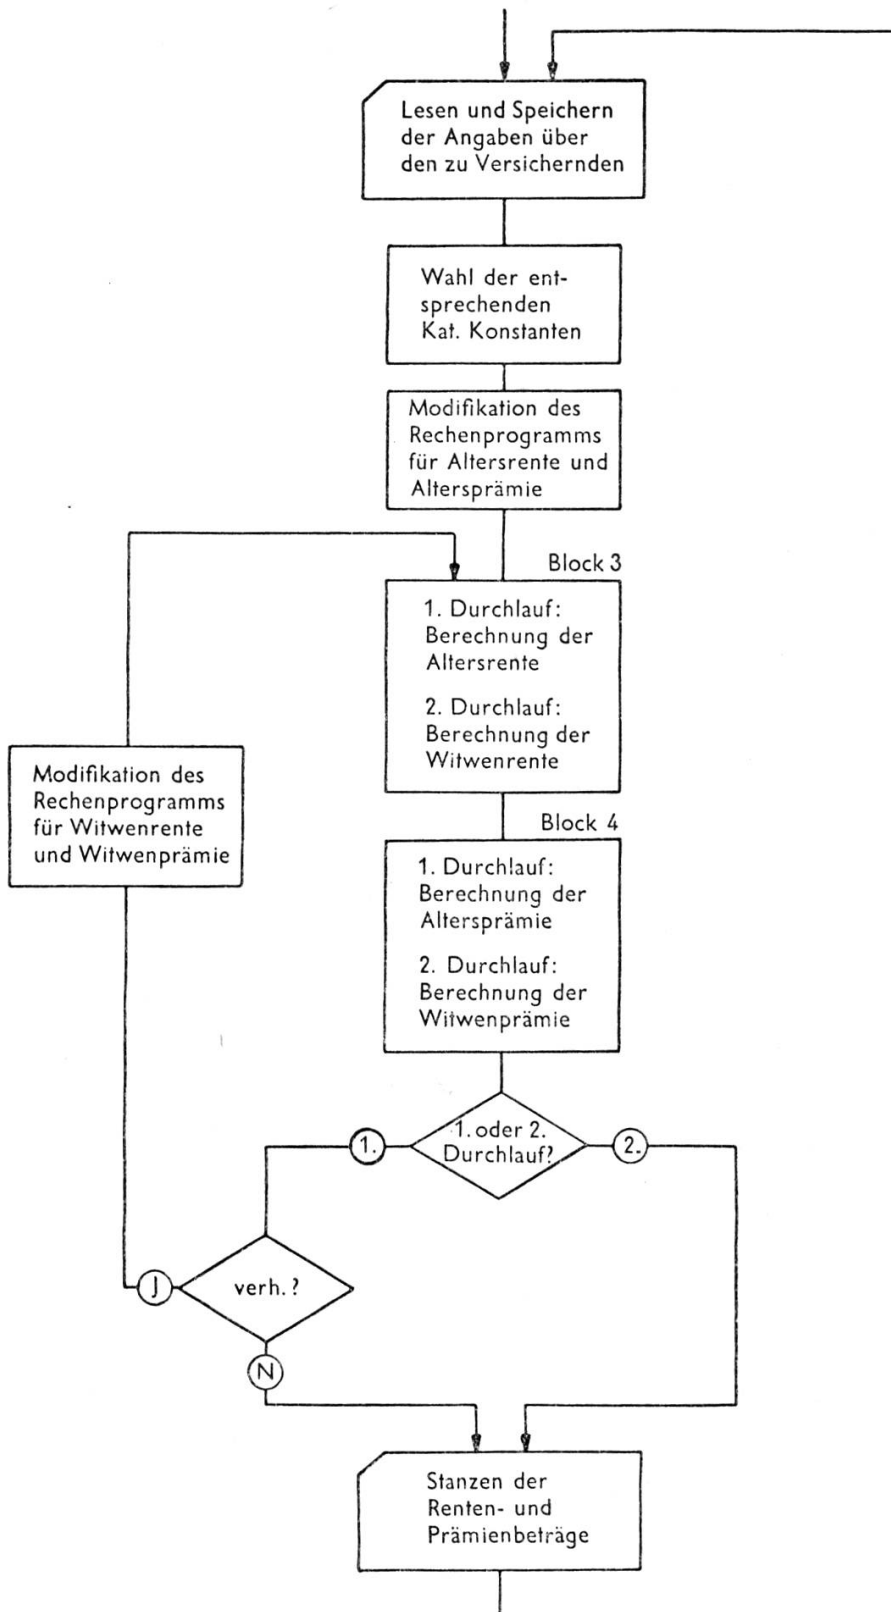 Lesen und Speichern
der Angaben über
den zu Versichernden
Wahl der ent-
sprechenden
Kat. Konstanten
Modifikation des
Rechenprogramms
für Altersrente und
Altersprämie
Block 3
1. Durchlauf:
Berechnung der
Altersrente
2. Durchlauf:
Berechnung der
Witwenrente
Modifikation des
Rechenprogramms
für Witwenrente
und Witwenprämie
Block 4
1. Durchlauf:
Berechnung der
Altersprämie
2. Durchlauf:
Berechnung der
Witwenprämie
1.
1. oder 2.
Durchlauf?
2.
J
verh.?
N
Stanzen der
Renten- und
Prämienbeträge